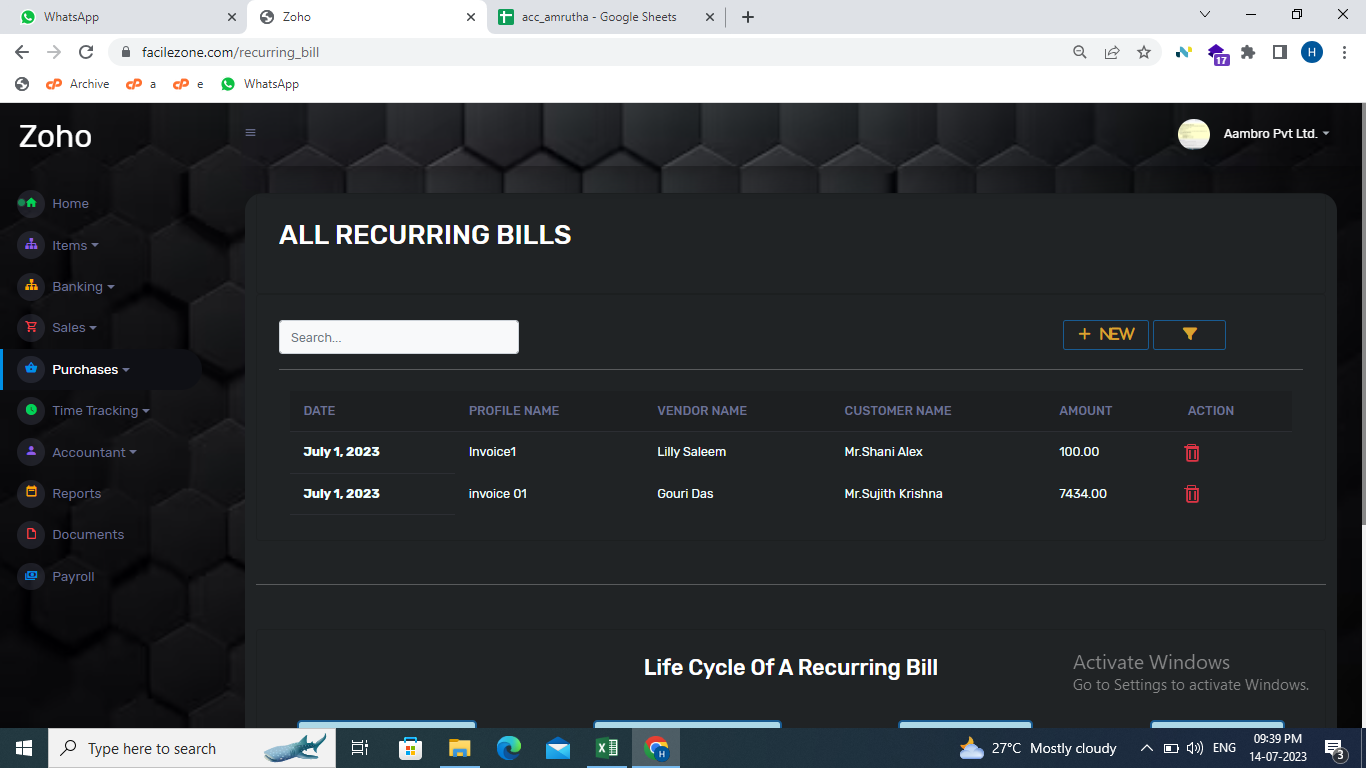 WhatsApp
Zoho
acc_amrutha - Google Sheets
facilezone.com/recurring_bill
17
H
Archive
a
e
WhatsApp
Zoho
Aambro Pvt Ltd.
Home
Items
Banking
Sales
Purchases
Time Tracking
Accountant
Reports
Documents
Payroll
ALL RECURRING BILLS
Search...
+ NEW
DATE PROFILE NAME VENDOR NAME CUSTOMER NAME AMOUNT ACTION
July 1, 2023 Invoice1 Lilly Saleem Mr.Shani Alex 100.00
July 1, 2023 invoice 01 Gouri Das Mr.Sujith Krishna 7434.00
Life Cycle Of A Recurring Bill
Activate Windows
Go to Settings to activate Windows.
Type here to search
H
27°C Mostly cloudy
ENG
09:39 PM
14-07-2023
3